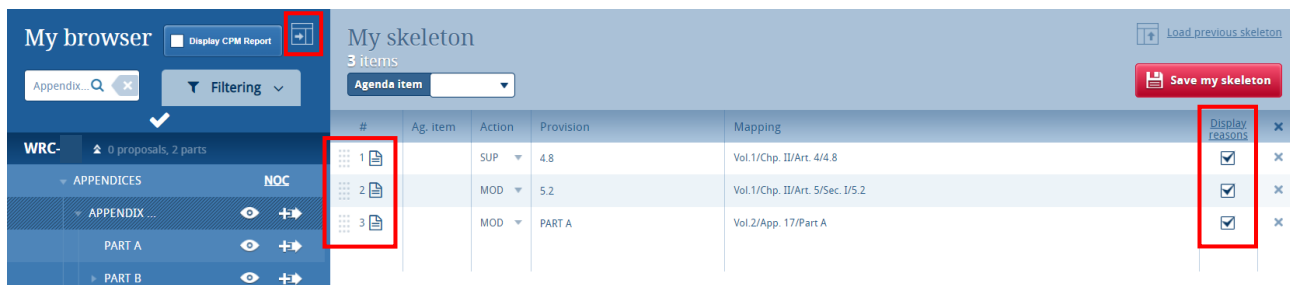 My browser
Display CPM Report
Appendix...
Filtering
WRC-
0 proposals, 2 parts
APPENDICES NOC
APPENDIX ...
PART A
PART B
My skeleton
3 items
Agenda item
Load previous skeleton
Save my skeleton
# Ag. item Action Provision Mapping Display reasons
1 SUP 4.8 Vol.1/Chp. II/Art. 4/4.8
2 MOD 5.2 Vol.1/Chp. II/Art. 5/Sec. I/5.2
3 MOD PART A Vol.2/App. 17/Part A